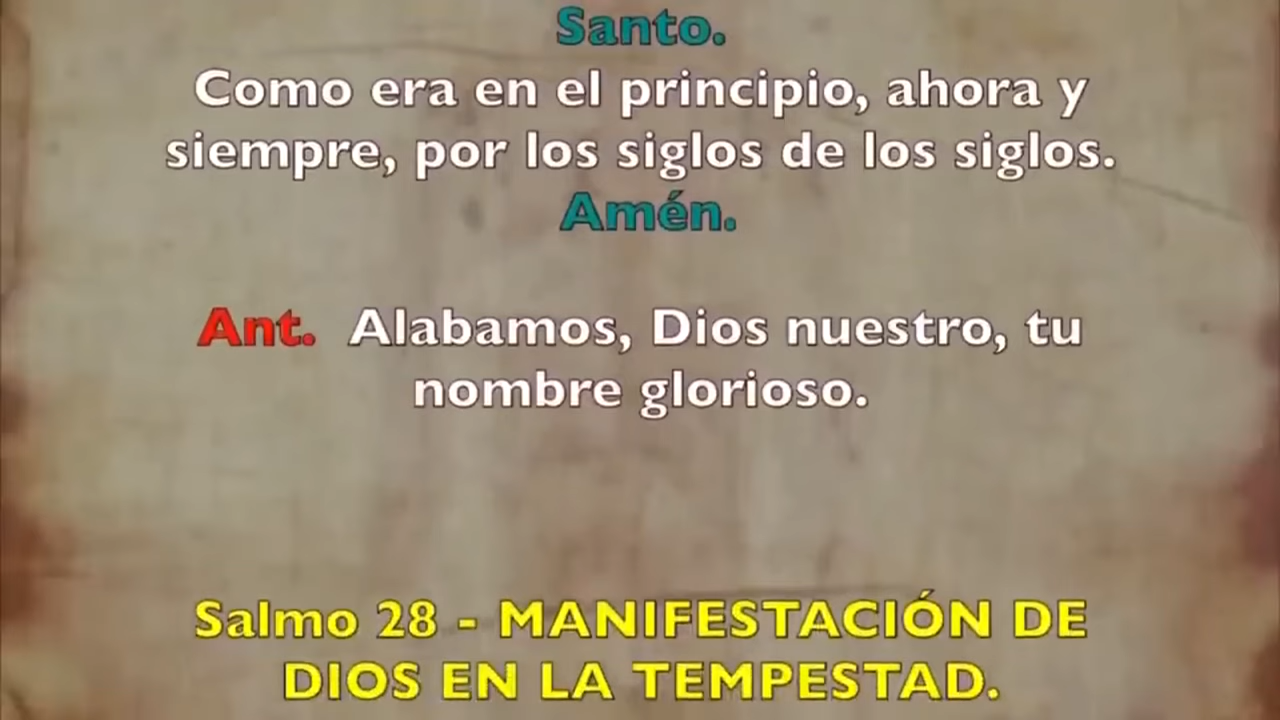 Santo.
Como era en el principio, ahora y
siempre, por los siglos de los siglos.
Amén.
Ant. Alabamos, Dios nuestro, tu
nombre glorioso.
Salmo 28 - MANIFESTACIÓN DE
DIOS EN LA TEMPESTAD.